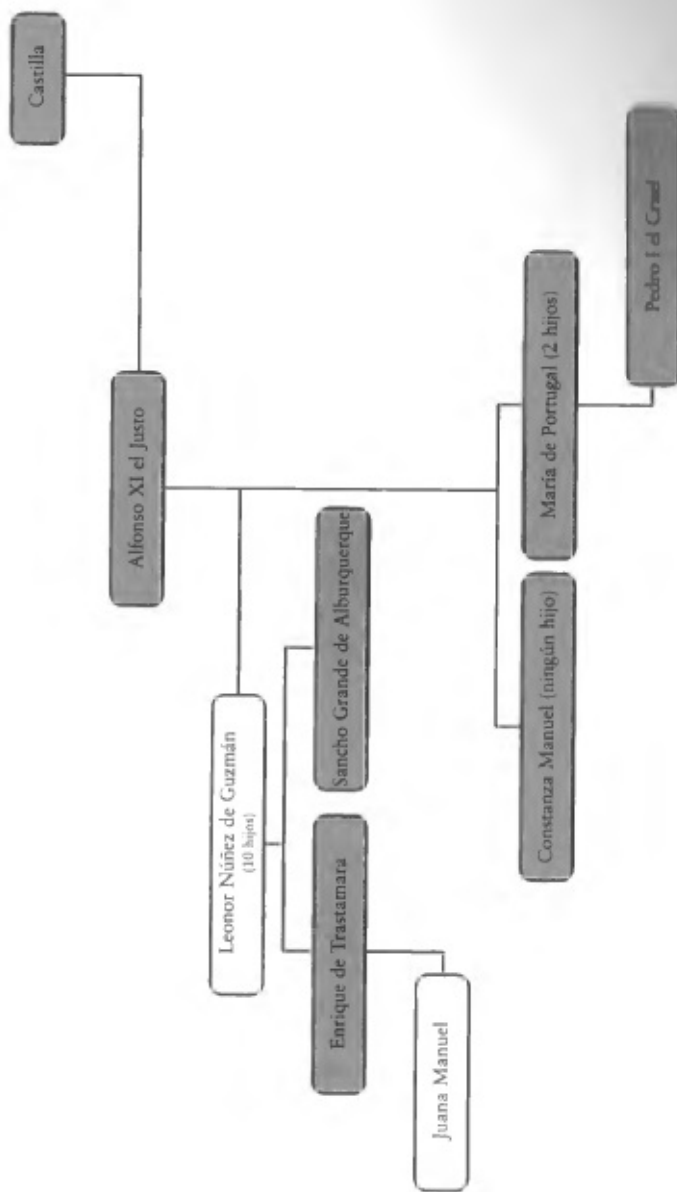 Castilla
Alfonso XI el Justo
Leonor Núñez de Guzmán
(10 hijos)
Enrique de Trastamara
Sancho Grande de Alburquerque
Juana Manuel
Constanza Manuel (ningún hijo)
María de Portugal (2 hijos)
Pedro I el Cruel